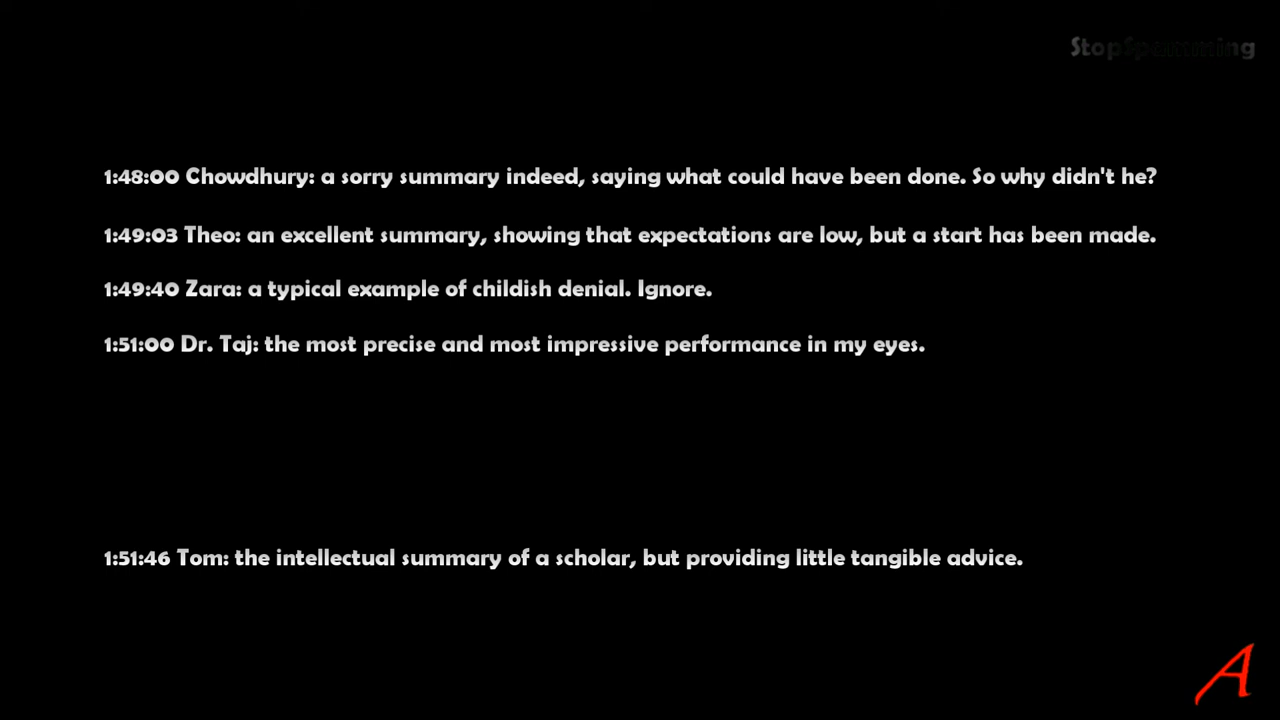 StopSpamming
1:48:00 Chowdhury: a sorry summary indeed, saying what could have been done. So why didn't he?
1:49:03 Theo: an excellent summary, showing that expectations are low, but a start has been made.
1:49:40 Zara: a typical example of childish denial. Ignore.
1:51:00 Dr. Taj: the most precise and most impressive performance in my eyes.
1:51:46 Tom: the intellectual summary of a scholar, but providing little tangible advice.
A